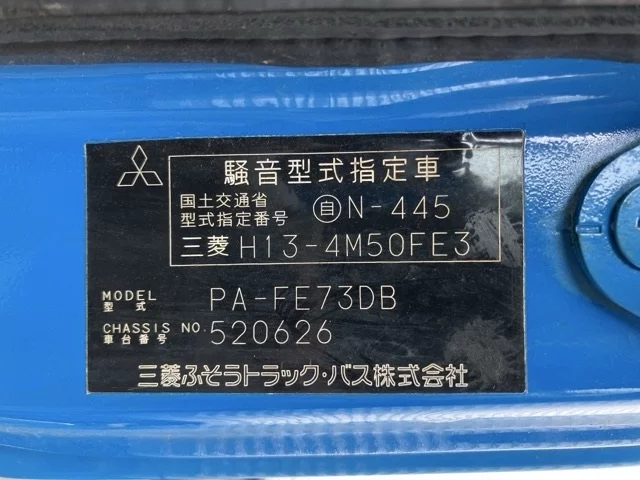 騒音型式指定車
国土交通省
型式指定番号 自N-445
三菱 H13-4M50FE3
MODEL
型式 PA-FE73DB
CHASSIS NO.
車台番号 520626
三菱ふそうトラック・バス株式会社